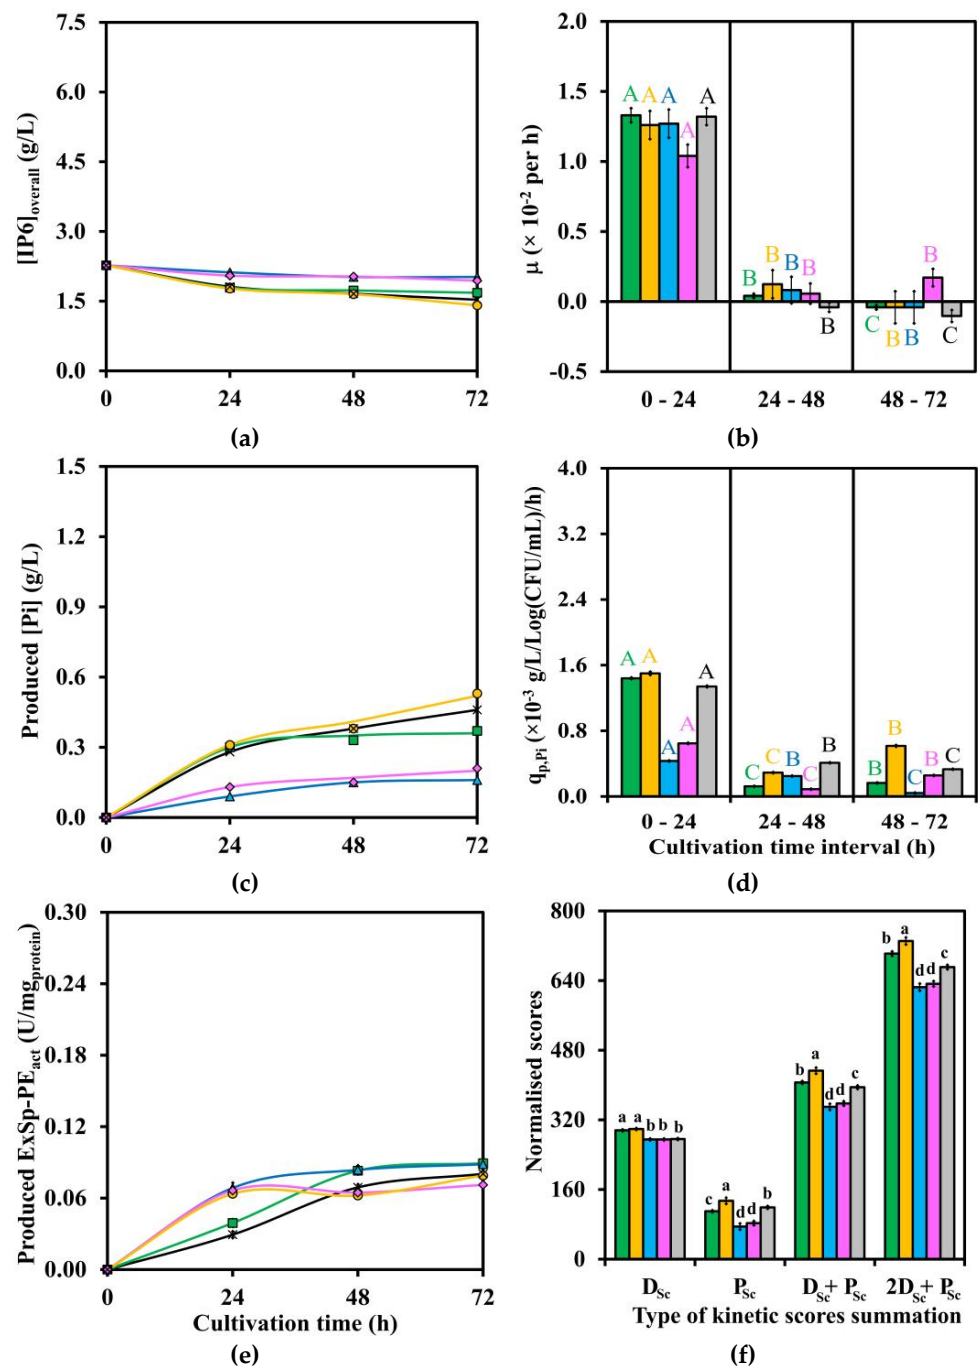 [IP6]overall (g/L)
7.5
6.0
4.5
3.0
1.5
0.0
0 24 48 72
(a)
μ (× 10-2 per h)
2.0
1.5
1.0
0.5
0.0
-0.5
A A A A A
B B B B B
C B B B C
0 - 24 24 - 48 48 - 72
(b)
Produced [Pi] (g/L)
1.5
1.2
0.9
0.6
0.3
0.0
0 24 48 72
(c)
qp,Pi (×10-3 g/L/Log(CFU/mL)/h)
4.0
3.2
2.4
1.6
0.8
0.0
A A A A A
C C B C B
B B C B C
0 - 24 24 - 48 48 - 72
Cultivation time interval (h)
(d)
Produced ExSp-PEact (U/mgprotein)
0.30
0.24
0.18
0.12
0.06
0.00
0 24 48 72
Cultivation time (h)
(e)
Normalised scores
800
640
480
320
160
0
a a b b b
c a d d b
b a d d c
b a d d c
DSc PSc DSc+ PSc 2DSc+ PSc
Type of kinetic scores summation
(f)